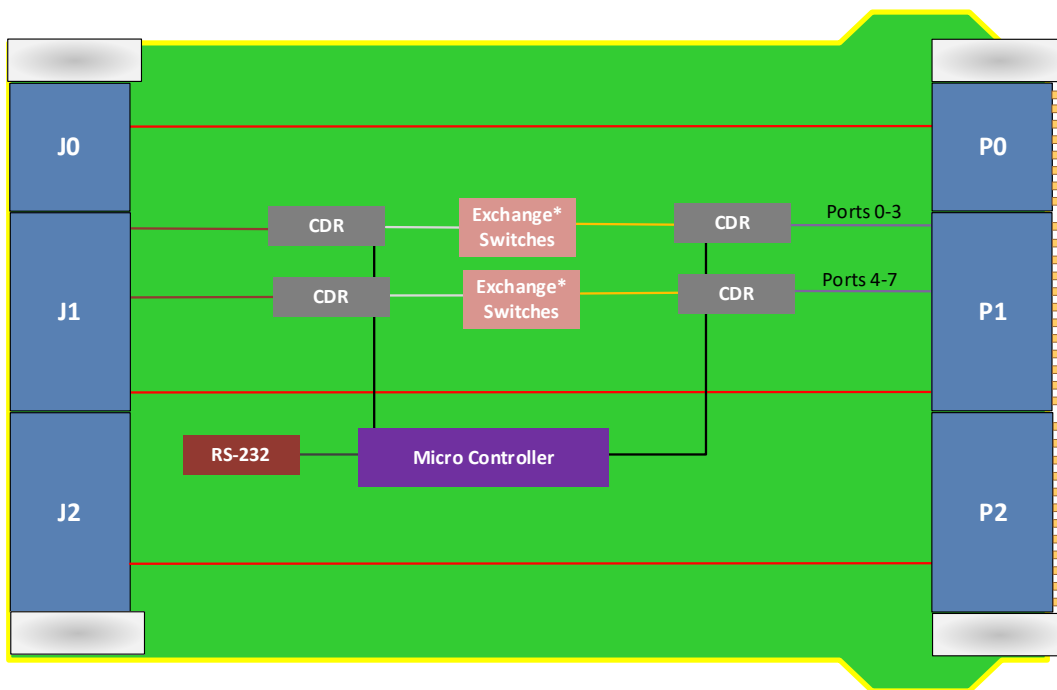 J0
P0
CDR
Exchange*
Switches
CDR
Ports 0-3
J1
CDR
Exchange*
Switches
CDR
Ports 4-7
P1
RS-232
Micro Controller
J2
P2